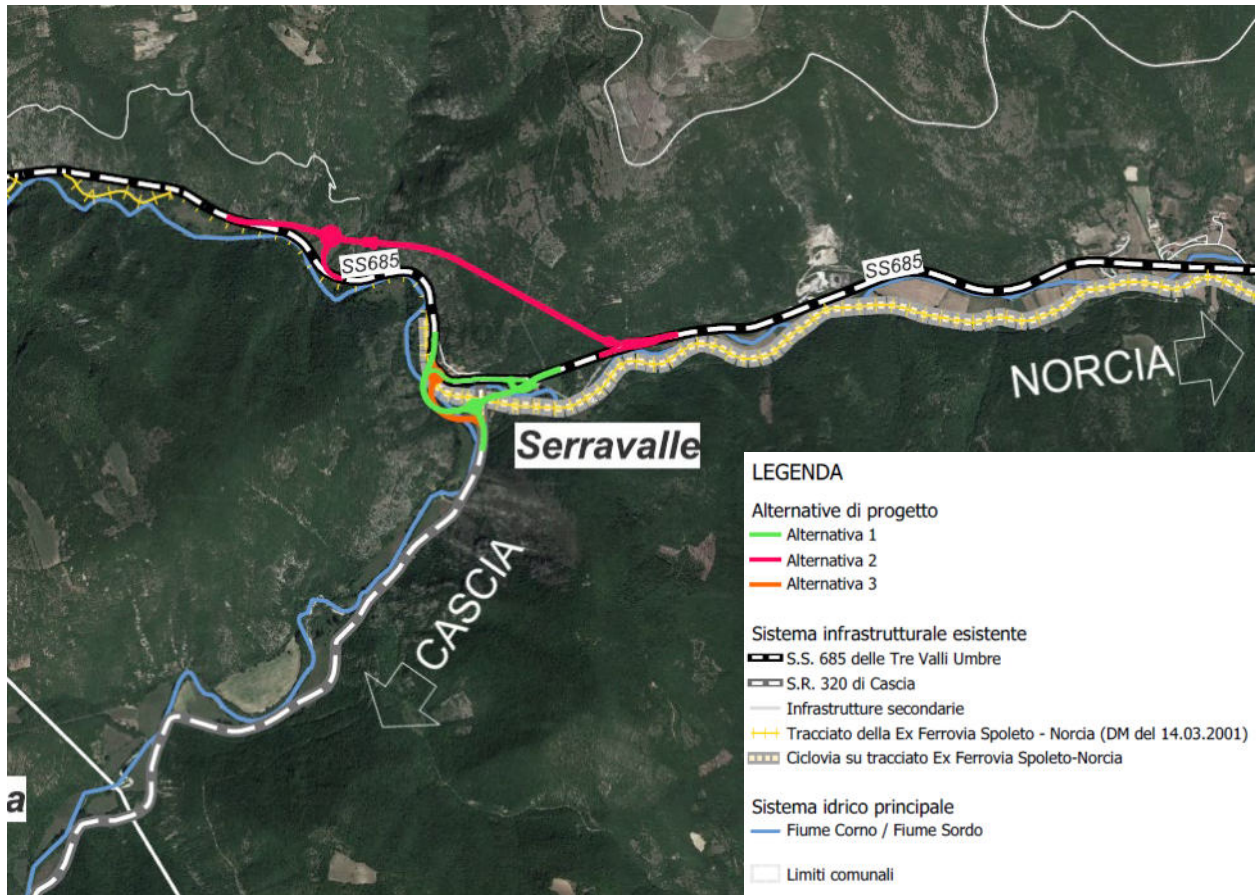 SS685
SS685
NORCIA
Serravalle
CASCIA
a
LEGENDA
Alternative di progetto
Alternativa 1
Alternativa 2
Alternativa 3
Sistema infrastrutturale esistente
S.S. 685 delle Tre Valli Umbre
S.R. 320 di Cascia
Infrastrutture secondarie
Tracciato della Ex Ferrovia Spoleto - Norcia (DM del 14.03.2001)
Ciclovia su tracciato Ex Ferrovia Spoleto-Norcia
Sistema idrico principale
Fiume Corno / Fiume Sordo
Limiti comunali